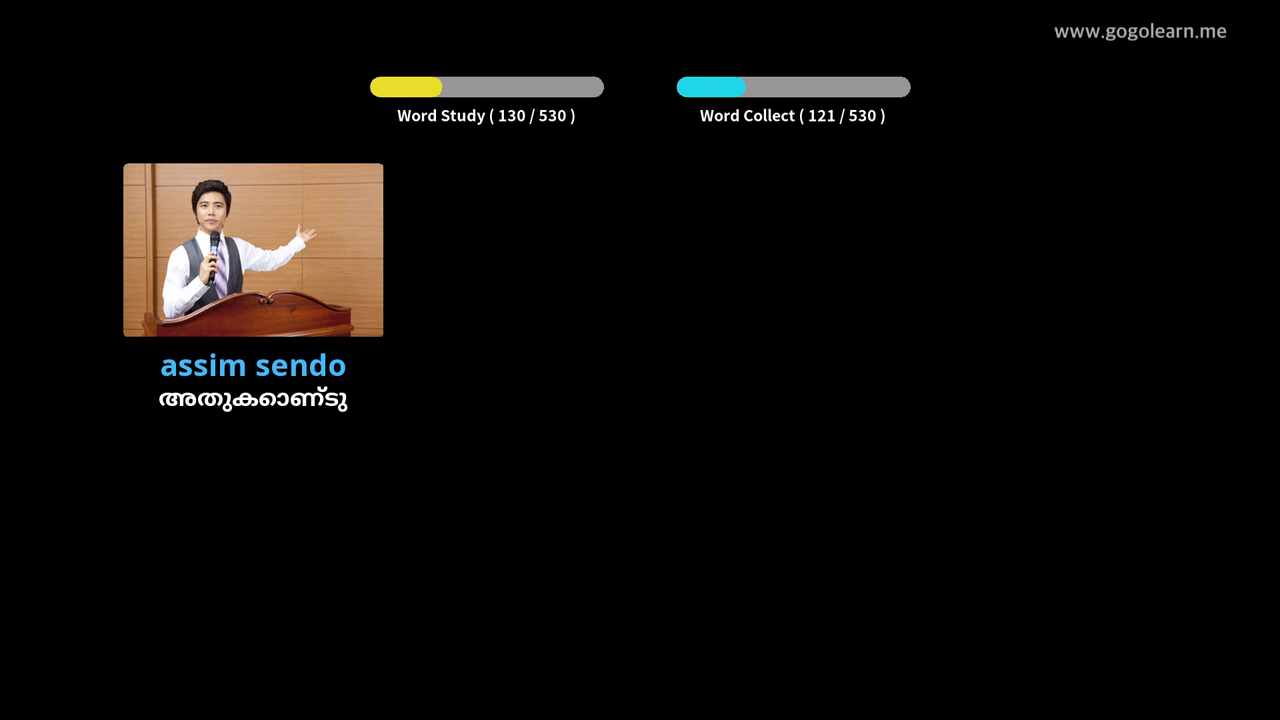 www.gogolearn.me
Word Study ( 130 / 530 )
Word Collect ( 121 / 530 )
assim sendo
അതുകൊണ്ടു